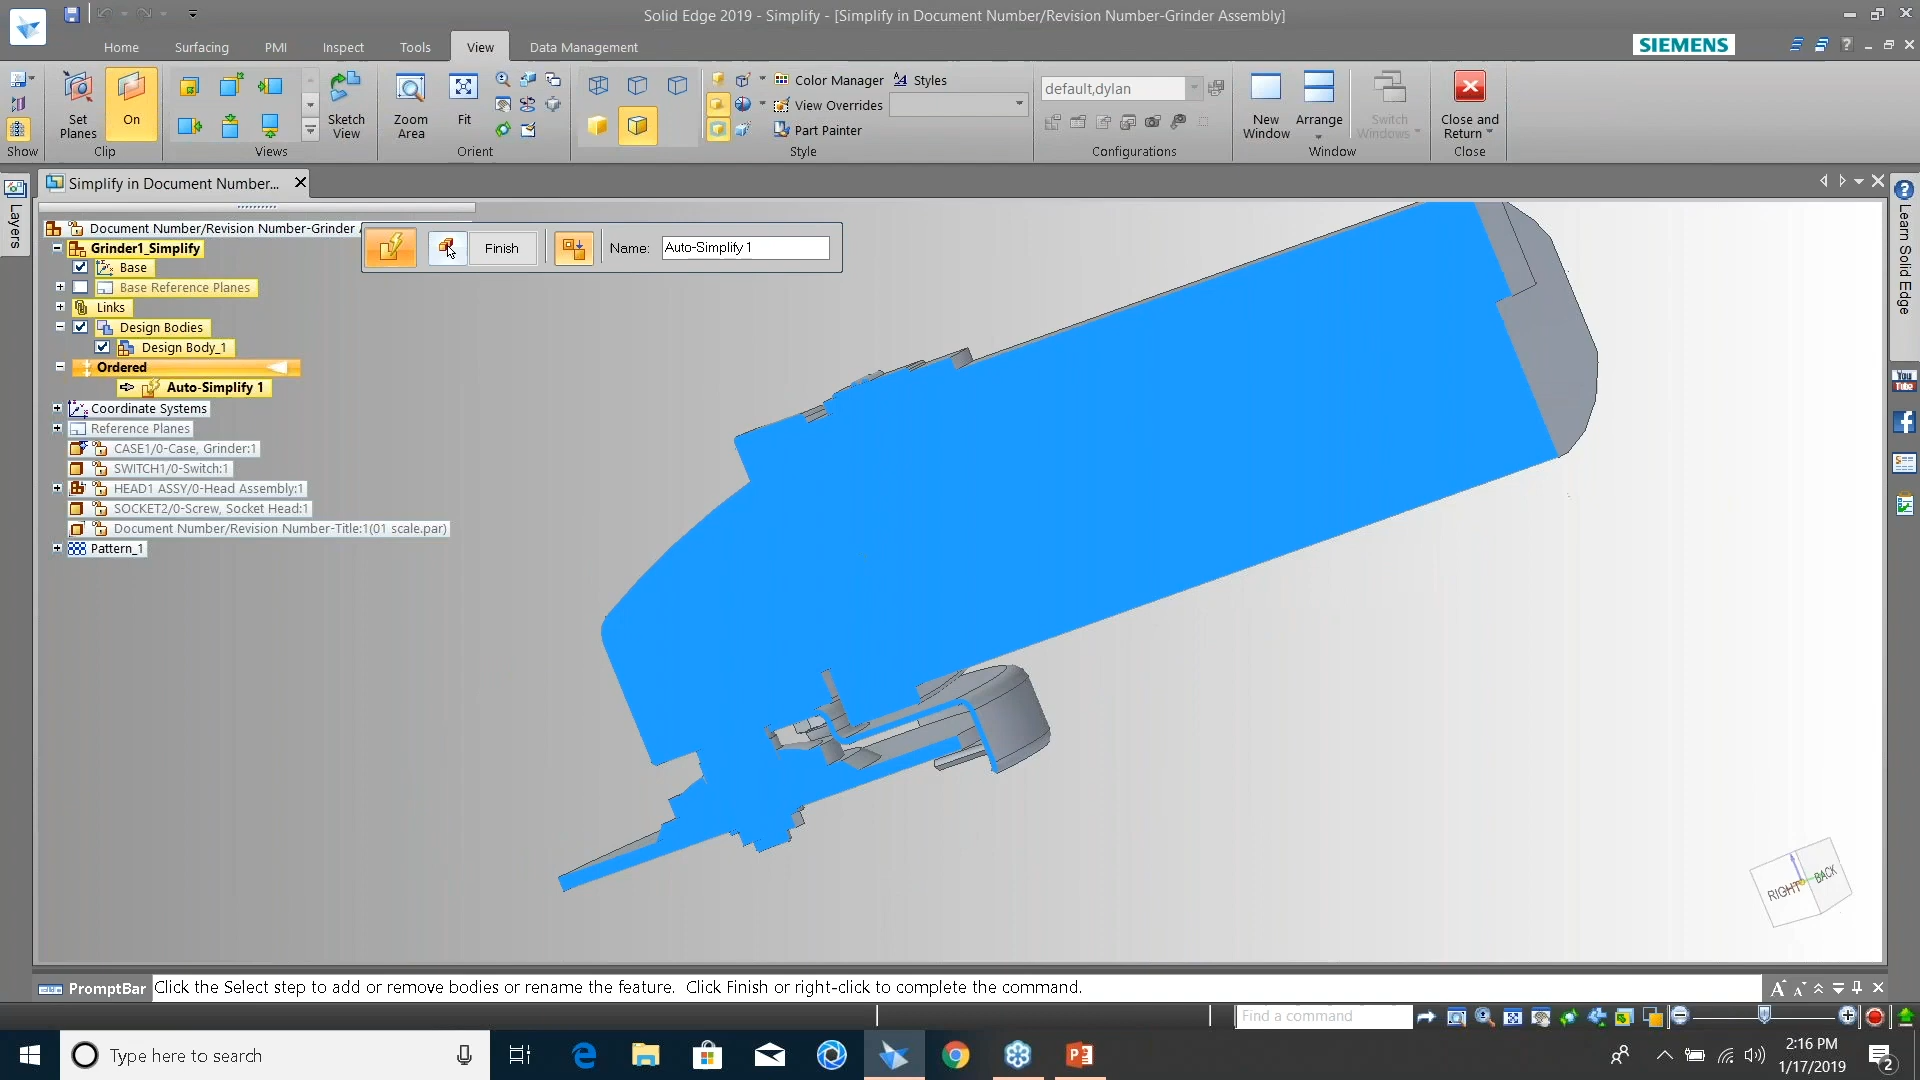 Solid Edge 2019 - Simplify - [Simplify in Document Number/Revision Number-Grinder Assembly]
Home
Surfacing
PMI
Inspect
Tools
View
Data Management
SIEMENS
Set Planes
On
Sketch View
Zoom Area
Fit
Color Manager
Styles
View Overrides
Part Painter
default,dylan
New Window
Arrange
Switch Windows
Close and Return
Show
Clip
Views
Orient
Style
Configurations
Window
Close
Simplify in Document Number...
Layers
Learn Solid Edge
You Tube
Document Number/Revision Number-Grinder
Grinder1_Simplify
Base
Base Reference Planes
Links
Design Bodies
Design Body_1
Ordered
Auto-Simplify 1
Coordinate Systems
Reference Planes
CASE1/0-Case, Grinder:1
SWITCH1/0-Switch:1
HEAD1 ASSY/0-Head Assembly:1
SOCKET2/0-Screw, Socket Head:1
Document Number/Revision Number-Title:1(01 scale.par)
Pattern_1
Finish
Name:
Auto-Simplify 1
RIGHT
BACK
PromptBar
Click the Select step to add or remove bodies or rename the feature. Click Finish or right-click to complete the command.
Find a command
Type here to search
2:16 PM
1/17/2019
2